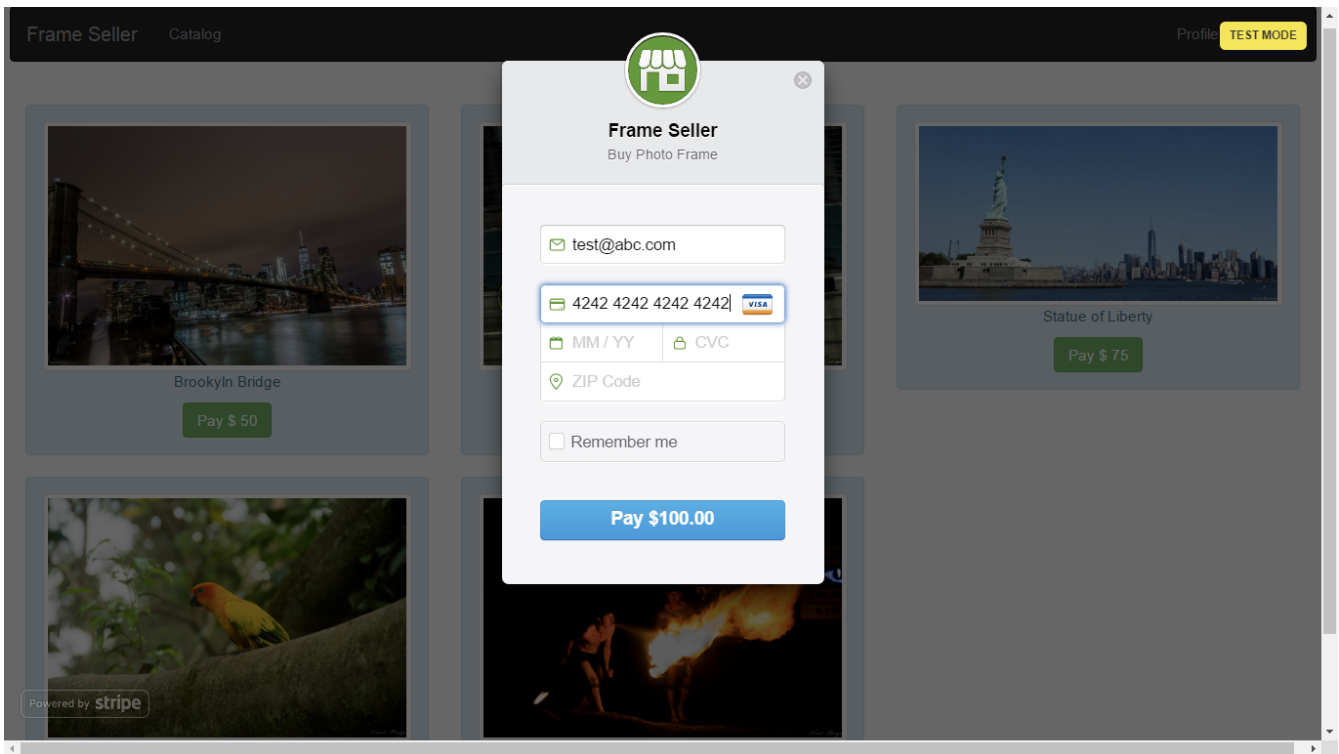 Frame Seller Catalog Profile TEST MODE
Frame Seller
Buy Photo Frame
test@abc.com
4242 4242 4242 4242 VISA
MM / YY CVC
ZIP Code
Remember me
Pay $100.00
Brookyln Bridge
Pay $ 50
Statue of Liberty
Pay $ 75
Powered by stripe